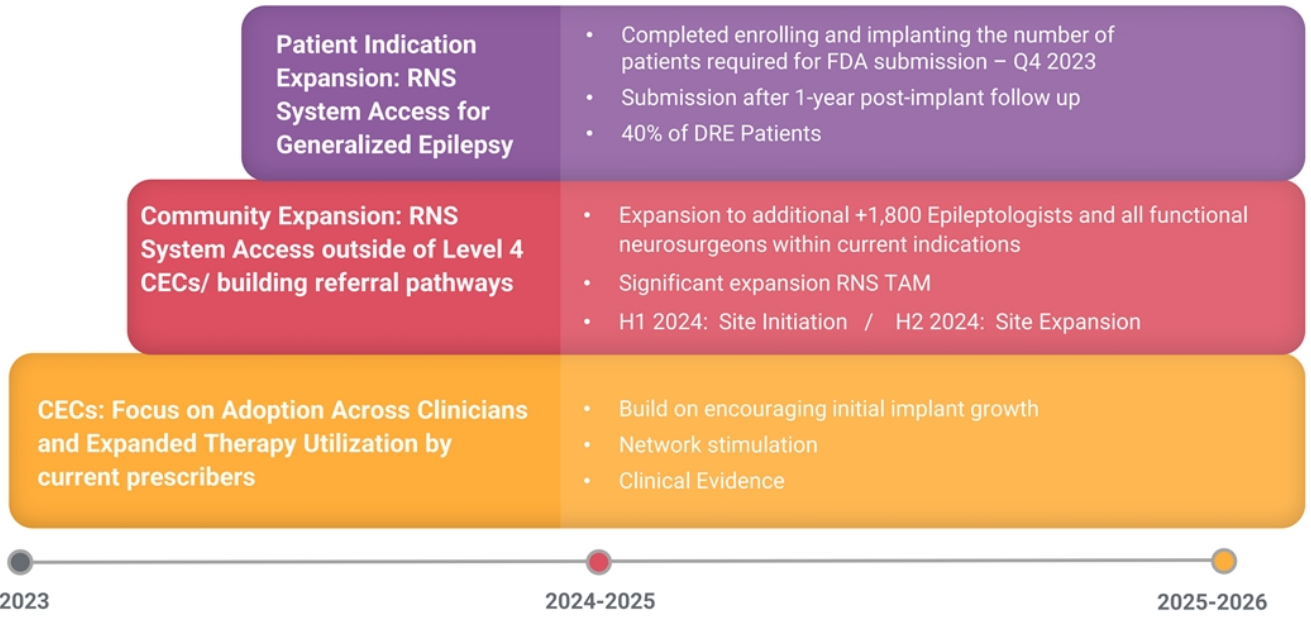 Patient Indication
Expansion: RNS
System Access for
Generalized Epilepsy
• Completed enrolling and implanting the number of
patients required for FDA submission – Q4 2023
• Submission after 1-year post-implant follow up
• 40% of DRE Patients
Community Expansion: RNS
System Access outside of Level 4
CECs/ building referral pathways
• Expansion to additional +1,800 Epileptologists and all functional
neurosurgeons within current indications
• Significant expansion RNS TAM
• H1 2024: Site Initiation / H2 2024: Site Expansion
CECs: Focus on Adoption Across Clinicians
and Expanded Therapy Utilization by
current prescribers
• Build on encouraging initial implant growth
• Network stimulation
• Clinical Evidence
2023
2024-2025
2025-2026